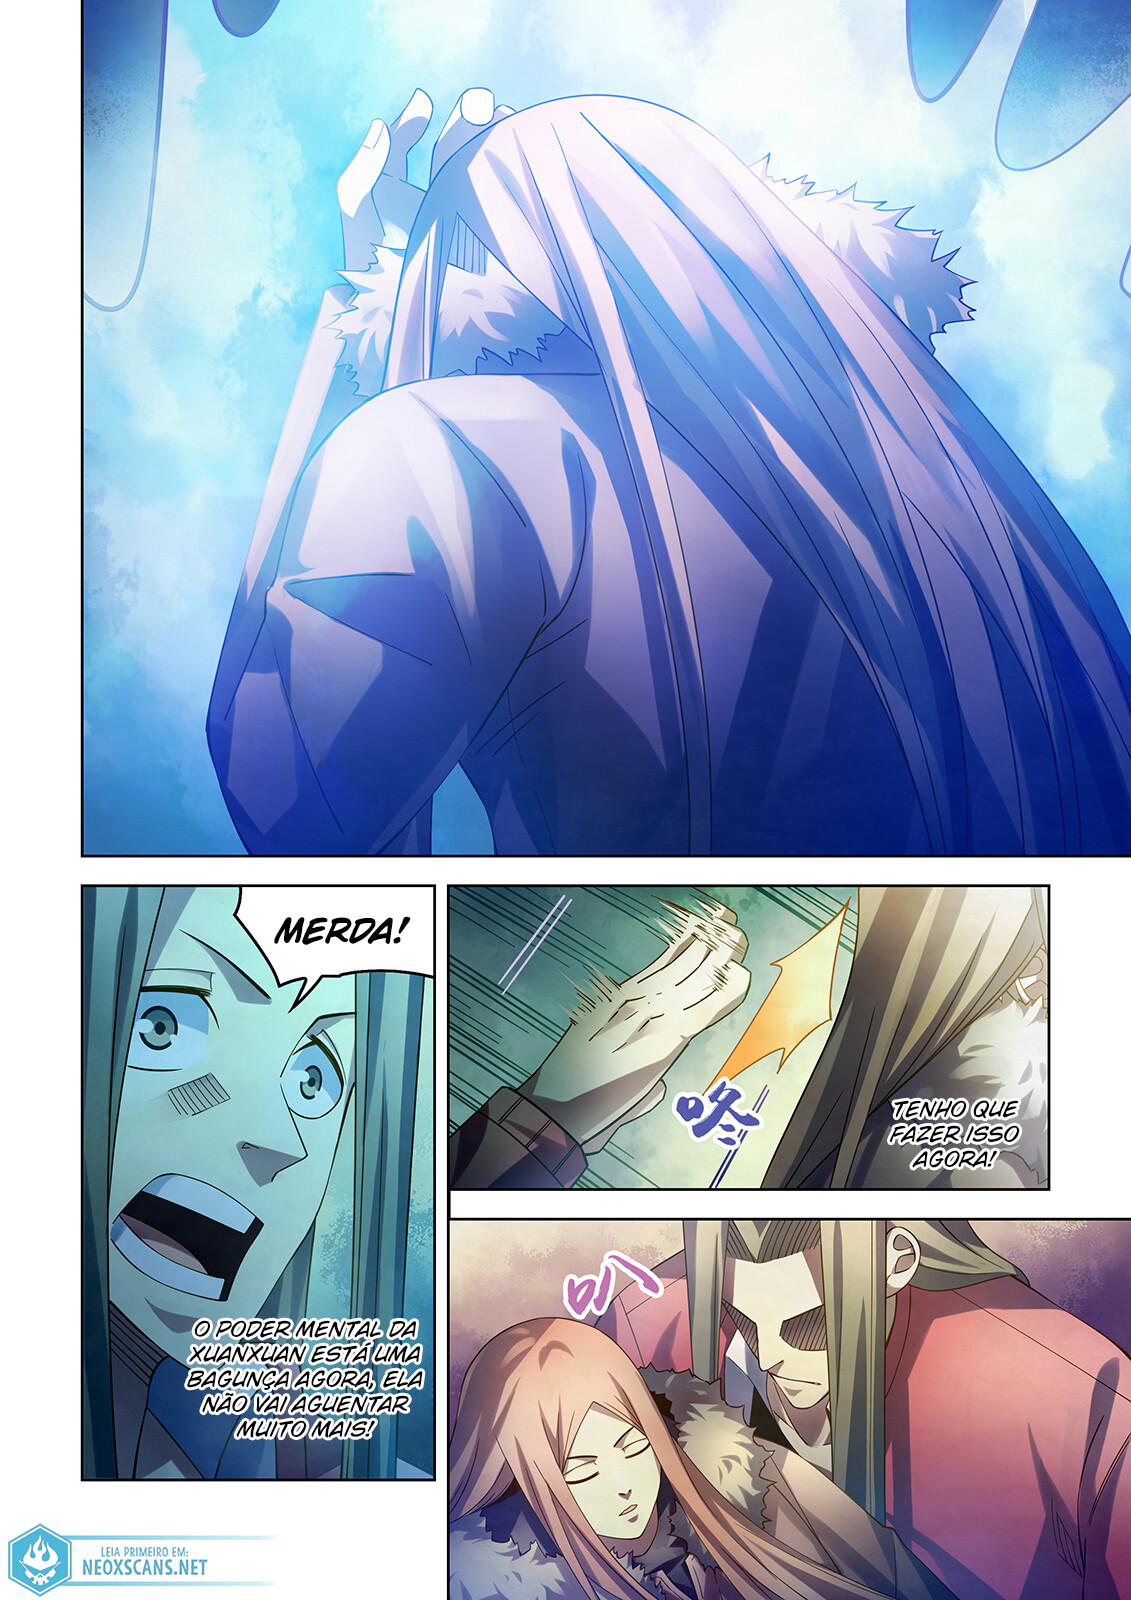 MERDA!
O PODER MENTAL DA
XUANXUAN ESTÁ UMA
BAGUNÇA AGORA, ELA
NÃO VAI AGUENTAR
MUITO MAIS!
咚
TENHO QUE
FAZER ISSO
AGORA!
叭
LEIA PRIMEIRO EM:
NEOXSCANS.NET